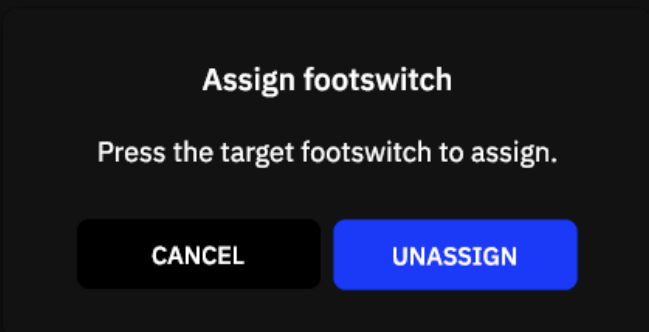 Assign footswitch
Press the target footswitch to assign.
CANCEL
UNASSIGN